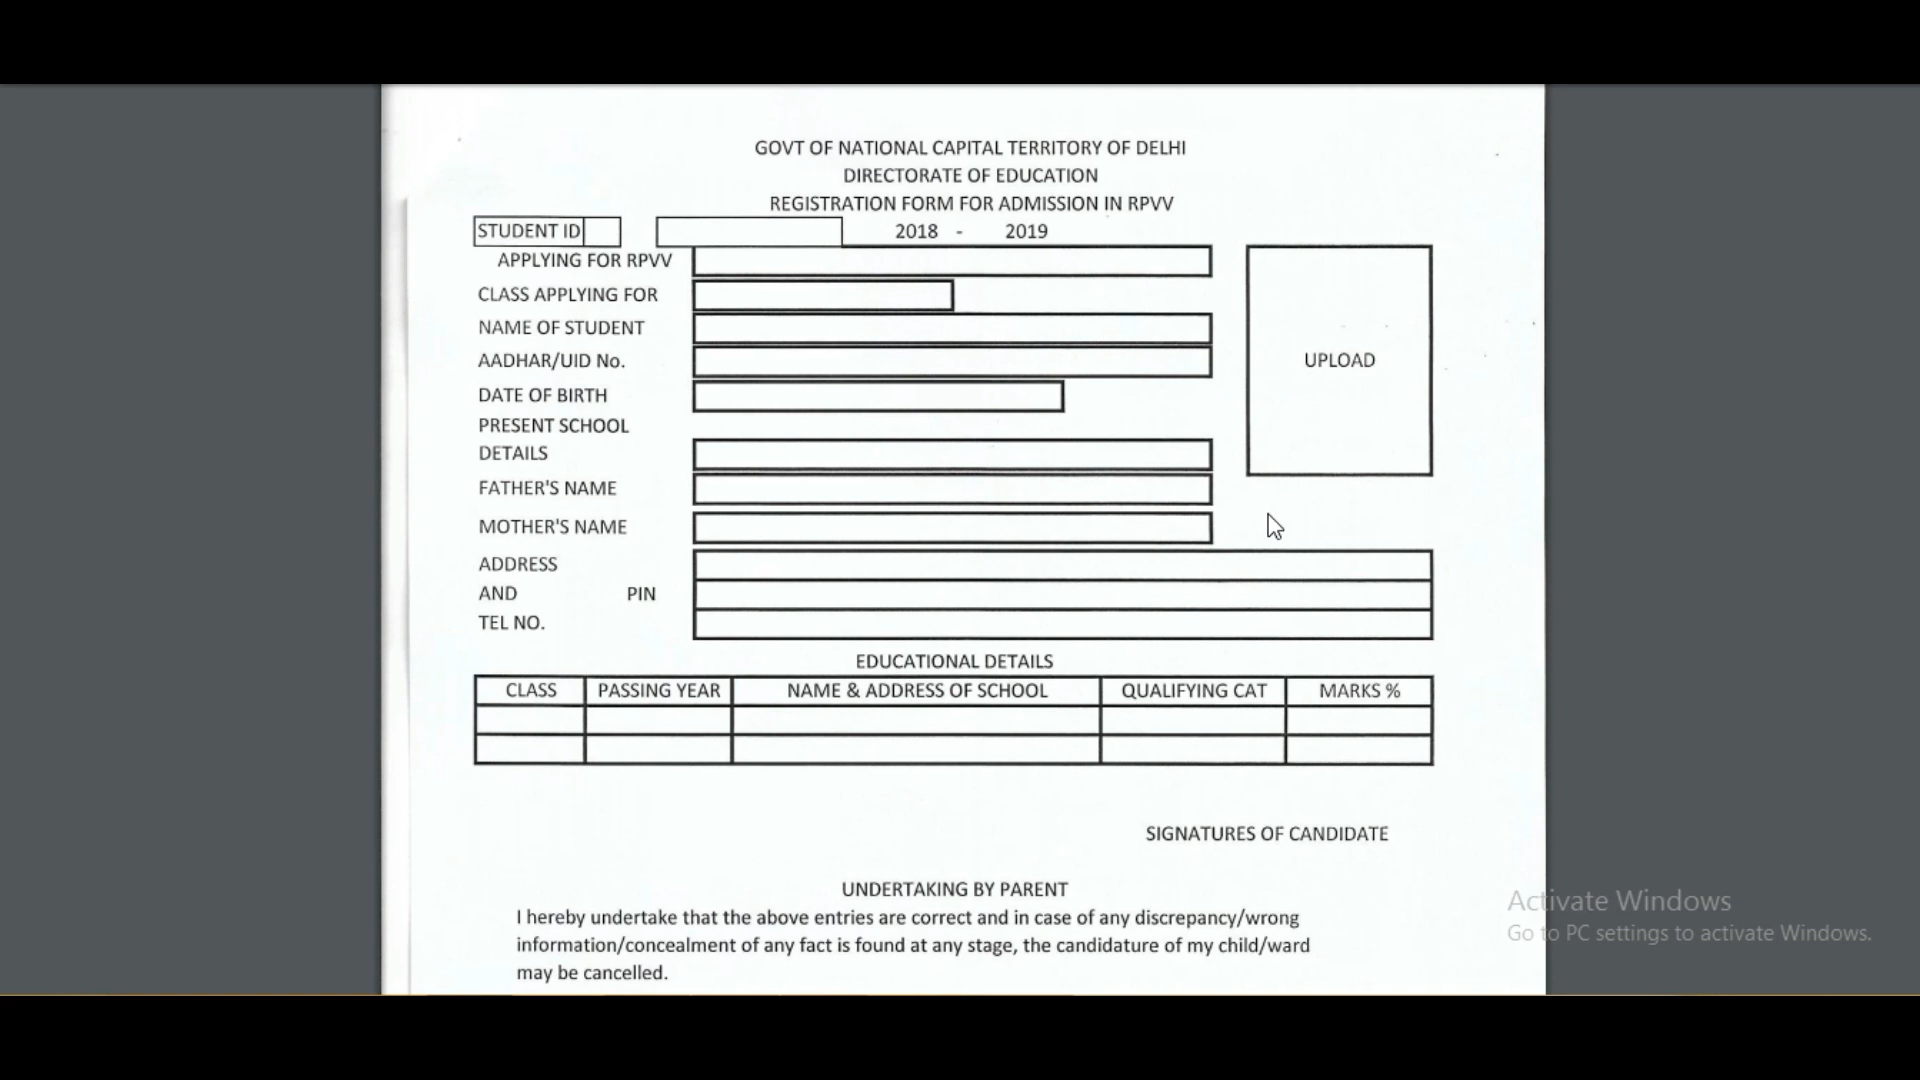 GOVT OF NATIONAL CAPITAL TERRITORY OF DELHI
DIRECTORATE OF EDUCATION
REGISTRATION FORM FOR ADMISSION IN RPVV
STUDENT ID 2018 - 2019
APPLYING FOR RPVV
CLASS APPLYING FOR
NAME OF STUDENT
AADHAR/UID No.
UPLOAD
DATE OF BIRTH
PRESENT SCHOOL
DETAILS
FATHER'S NAME
MOTHER'S NAME
ADDRESS
AND PIN
TEL NO.
EDUCATIONAL DETAILS
CLASS PASSING YEAR NAME & ADDRESS OF SCHOOL QUALIFYING CAT MARKS %
SIGNATURES OF CANDIDATE
UNDERTAKING BY PARENT
I hereby undertake that the above entries are correct and in case of any discrepancy/wrong
information/concealment of any fact is found at any stage, the candidature of my child/ward
may be cancelled.
Activate Windows
Go to PC settings to activate Windows.